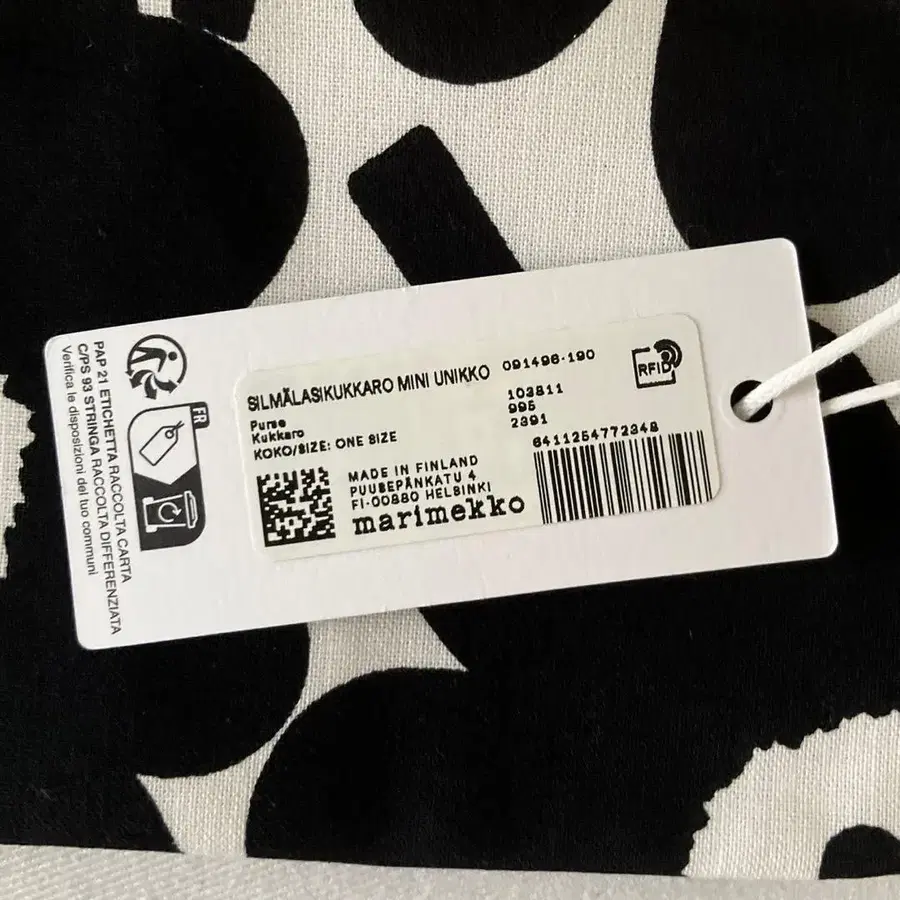 PAP 21 ETICHETTA RACCOLTA CARTA
C/PS 93 STRINGA RACCOLTA DIFFERENZIATA
Verifica le disposizioni del tuo communi
FR
SILMÄLASIKUKKARO MINI UNIKKO 091496-190
Purse
Kukkaro
KOKO/SIZE: ONE SIZE
103811
995
2391
RFID
6411254772348
MADE IN FINLAND
PUUSEPÄNKATU 4
FI-00880 HELSINKI
marimekko